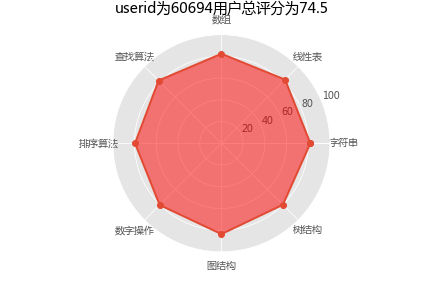 userid为60694用户总评分为74.5
数组
查找算法
线性表
100
80
60
40
20
排序算法
字符串
数字操作
树结构
图结构